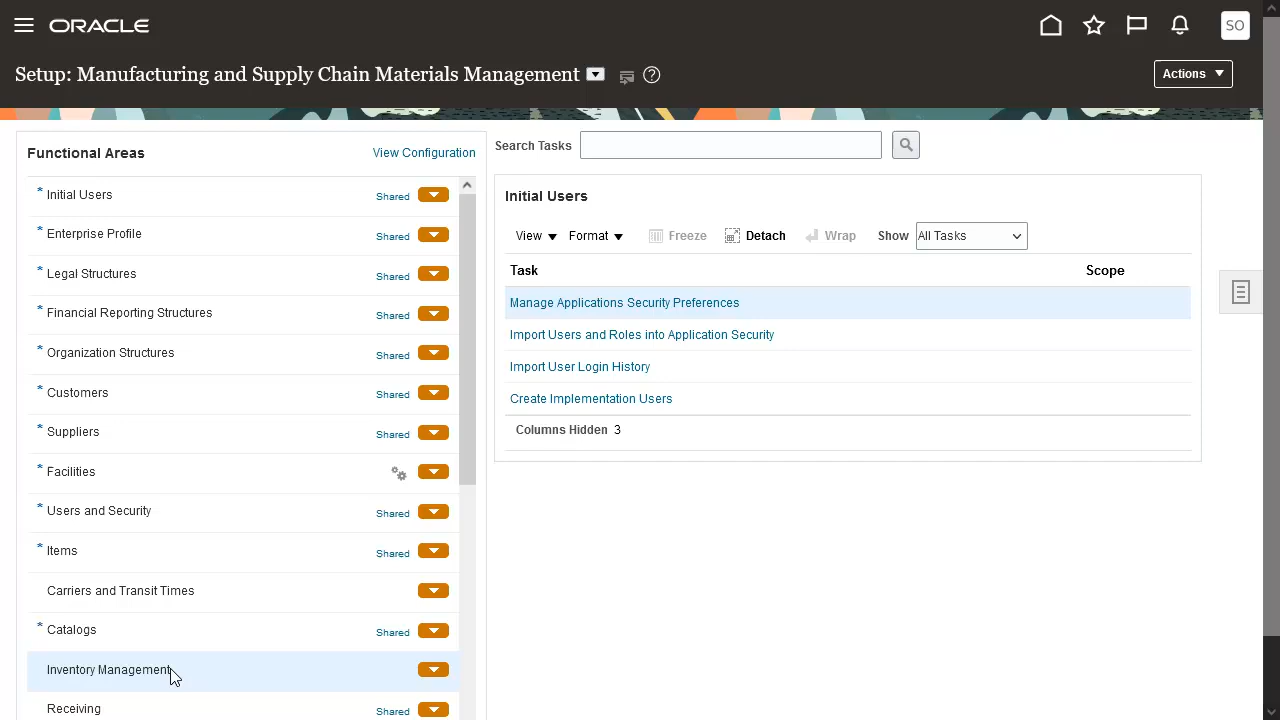 ORACLE
SO
Setup: Manufacturing and Supply Chain Materials Management
Actions
Functional Areas
View Configuration
* Initial Users Shared
* Enterprise Profile Shared
* Legal Structures Shared
* Financial Reporting Structures Shared
* Organization Structures Shared
* Customers Shared
* Suppliers Shared
* Facilities
* Users and Security Shared
* Items Shared
Carriers and Transit Times
* Catalogs Shared
Inventory Management
Receiving Shared
Search Tasks
Initial Users
View Format Freeze Detach Wrap Show All Tasks
Task Scope
Manage Applications Security Preferences
Import Users and Roles into Application Security
Import User Login History
Create Implementation Users
Columns Hidden 3